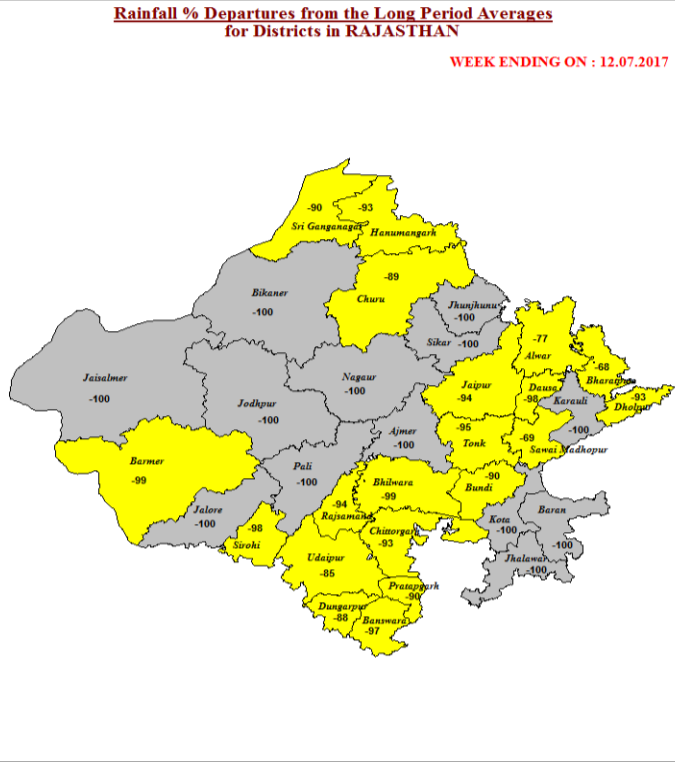 Rainfall % Departures from the Long Period Averages
for Districts in RAJASTHAN
WEEK ENDING ON : 12.07.2017
-90
-93
Sri Ganganagar
Hanumangarh
-89
Churu
Bikaner
-100
Jhunjhunu
-100
Sikar -100
-77
Alwar
-68
Bharatpur
Jaisalmer
-100
Nagaur
-100
Jaipur
-94
Dausa
-98
Karauli
-100
-93
Dholpur
Jodhpur
-100
Ajmer
-100
-95
Tonk
-69
Sawai Madhopur
Barmer
-99
Pali
-100
Bhilwara
-99
-90
Bundi
Jalore
-100
-98
Sirohi
-94
Rajsamand
Chittorgarh
-93
Kota
-100
Baran
-100
Udaipur
-85
Jhalawar
-100
Pratapgarh
-90
Dungarpur
-88
Banswara
-97